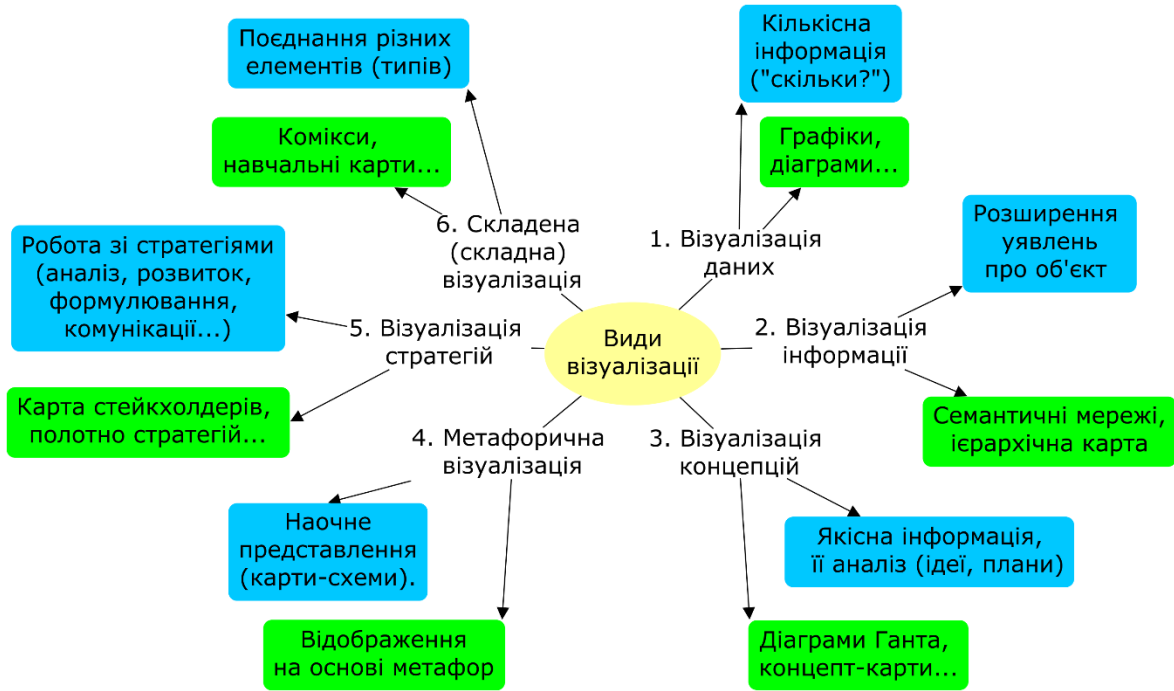 Види
візуалізації
1. Візуалізація
даних
Кількісна
інформація
("скільки?")
Графіки,
діаграми...
2. Візуалізація
інформації
Розширення
уявлень
про об'єкт
Семантичні мережі,
ієрархічна карта
3. Візуалізація
концепцій
Якісна інформація,
її аналіз (ідеї, плани)
Діаграми Ганта,
концепт-карти...
4. Метафорична
візуалізація
Наочне
представлення
(карти-схеми).
Відображення
на основі метафор
5. Візуалізація
стратегій
Робота зі стратегіями
(аналіз, розвиток,
формулювання,
комунікації...)
Карта стейкхолдерів,
полотно стратегій...
6. Складена
(складна)
візуалізація
Поєднання різних
елементів (типів)
Комікси,
навчальні карти...